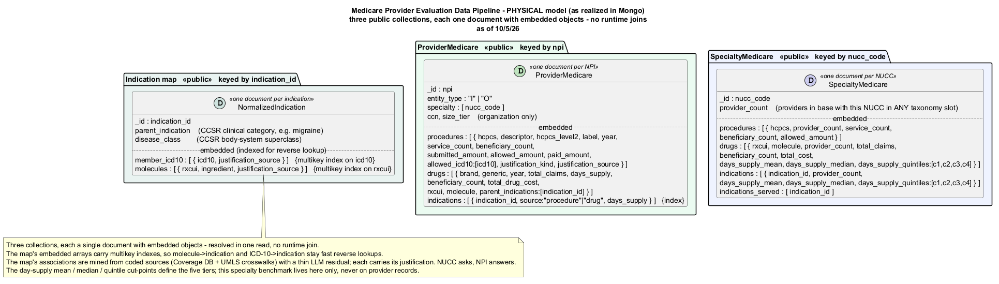 Medicare Provider Evaluation Data Pipeline - PHYSICAL model (as realized in Mongo)
three public collections, each one document with embedded objects - no runtime joins
as of 10/5/26
Indication map «public» keyed by indication_id
D «one document per indication»
NormalizedIndication
_id : indication_id
parent_indication (CCSR clinical category, e.g. migraine)
disease_class (CCSR body-system superclass)
embedded (indexed for reverse lookup)
member_icd10 : [ { icd10, justification_source } ] {multikey index on icd10}
molecules : [ { rxcui, ingredient, justification_source } ] {multikey index on rxcui}
ProviderMedicare «public» keyed by npi
D «one document per NPI»
ProviderMedicare
_id : npi
entity_type : "I" | "O"
specialty : [ nucc_code ]
ccn, size_tier (organization only)
embedded
procedures : [ { hcpcs, descriptor, hcpcs_level2, label, year,
service_count, beneficiary_count,
submitted_amount, allowed_amount, paid_amount,
allowed_icd10:[icd10], justification_kind, justification_source } ]
drugs : [ { brand, generic, year, total_claims, days_supply,
beneficiary_count, total_drug_cost,
rxcui, molecule, parent_indications:[indication_id] } ]
indications : [ { indication_id, source:"procedure"|"drug", days_supply } ] {index}
SpecialtyMedicare «public» keyed by nucc_code
D «one document per NUCC»
SpecialtyMedicare
_id : nucc_code
provider_count (providers in base with this NUCC in ANY taxonomy slot)
embedded
procedures : [ { hcpcs, provider_count, service_count,
beneficiary_count, allowed_amount } ]
drugs : [ { rxcui, molecule, provider_count, total_claims,
beneficiary_count, total_cost,
days_supply_mean, days_supply_median, days_supply_quintiles:[c1,c2,c3,c4] } ]
indications : [ { indication_id, provider_count,
days_supply_mean, days_supply_median, days_supply_quintiles:[c1,c2,c3,c4] } ]
indications_served : [ indication_id ]
Three collections, each a single document with embedded objects - resolved in one read, no runtime join.
The map's embedded arrays carry multikey indexes, so molecule->indication and ICD-10->indication stay fast reverse lookups.
The map's associations are mined from coded sources (Coverage DB + UMLS crosswalks) with a thin LLM residual; each carries its justification. NUCC asks, NPI answers.
The day-supply mean / median / quintile cut-points define the five tiers; this specialty benchmark lives here only, never on provider records.